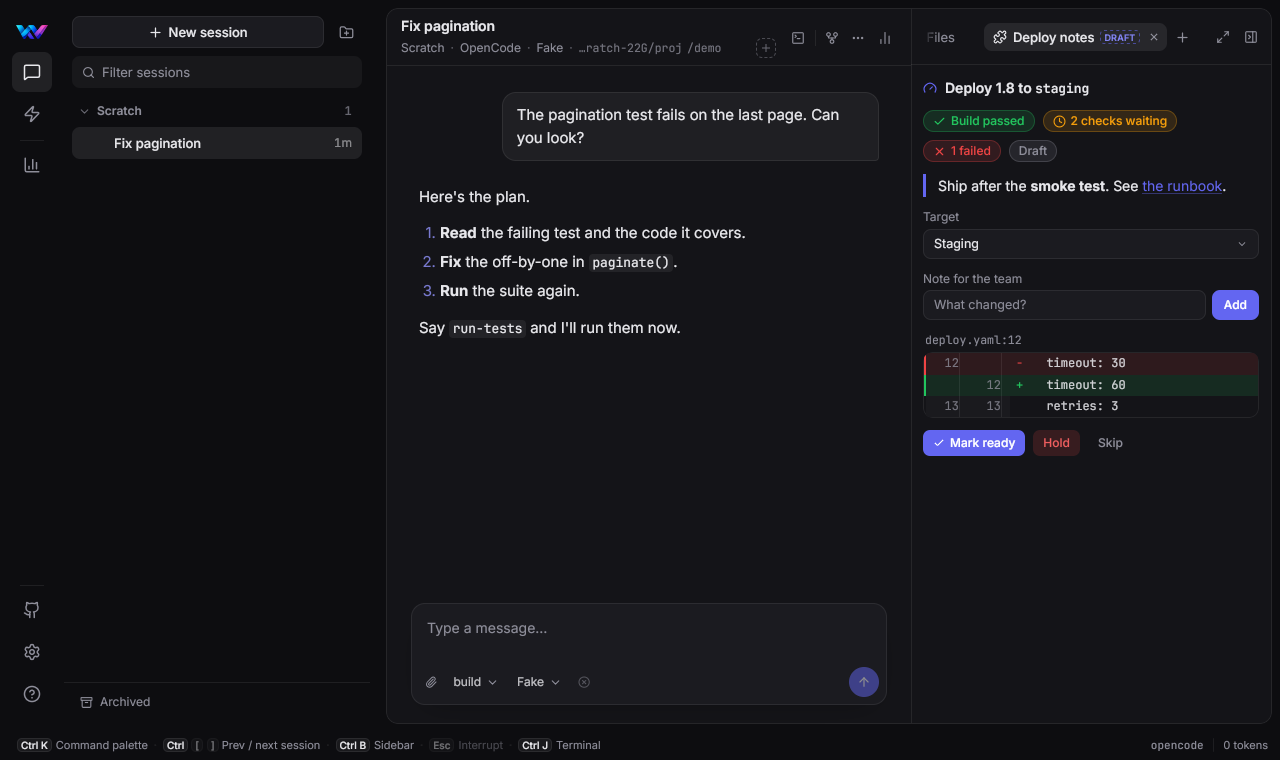 New session
Filter sessions
Scratch 1
Fix pagination 1m
Archived
Fix pagination
Scratch · OpenCode · Fake · …ratch-22G/proj /demo
The pagination test fails on the last page. Can
you look?
Here's the plan.
1. Read the failing test and the code it covers.
2. Fix the off-by-one in paginate().
3. Run the suite again.
Say run-tests and I'll run them now.
Type a message...
build Fake
Files Deploy notes DRAFT
Deploy 1.8 to staging
Build passed 2 checks waiting
1 failed Draft
Ship after the smoke test. See the runbook.
Target
Staging
Note for the team
What changed? Add
deploy.yaml:12
12 - timeout: 30
12 + timeout: 60
13 13 retries: 3
Mark ready Hold Skip
Ctrl K Command palette · Ctrl [ ] Prev / next session · Ctrl B Sidebar · Esc Interrupt · Ctrl J Terminal
opencode 0 tokens